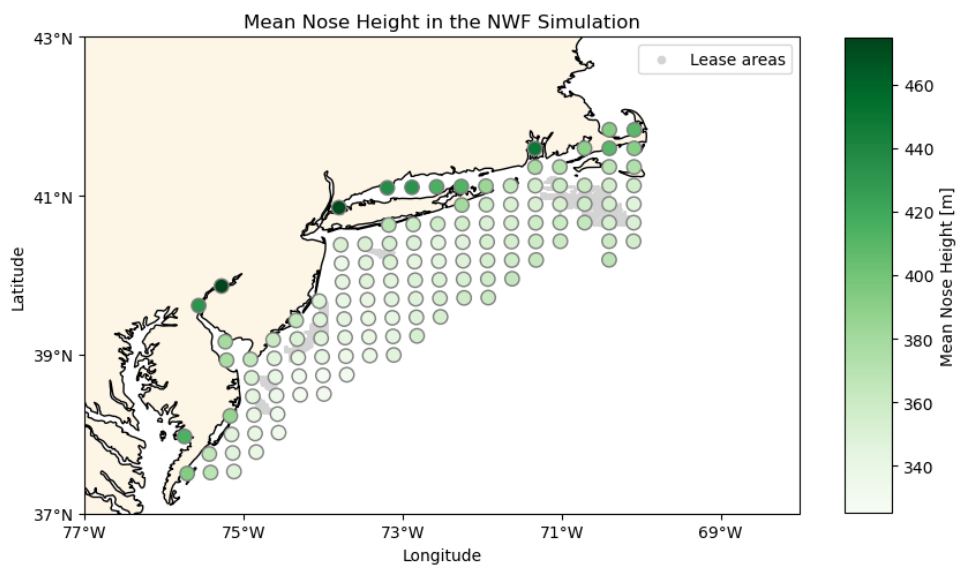 Mean Nose Height in the NWF Simulation
43°N
41°N
39°N
37°N
Latitude
77°W
75°W
73°W
71°W
69°W
Longitude
Lease areas
460
440
420
400
380
360
340
Mean Nose Height [m]